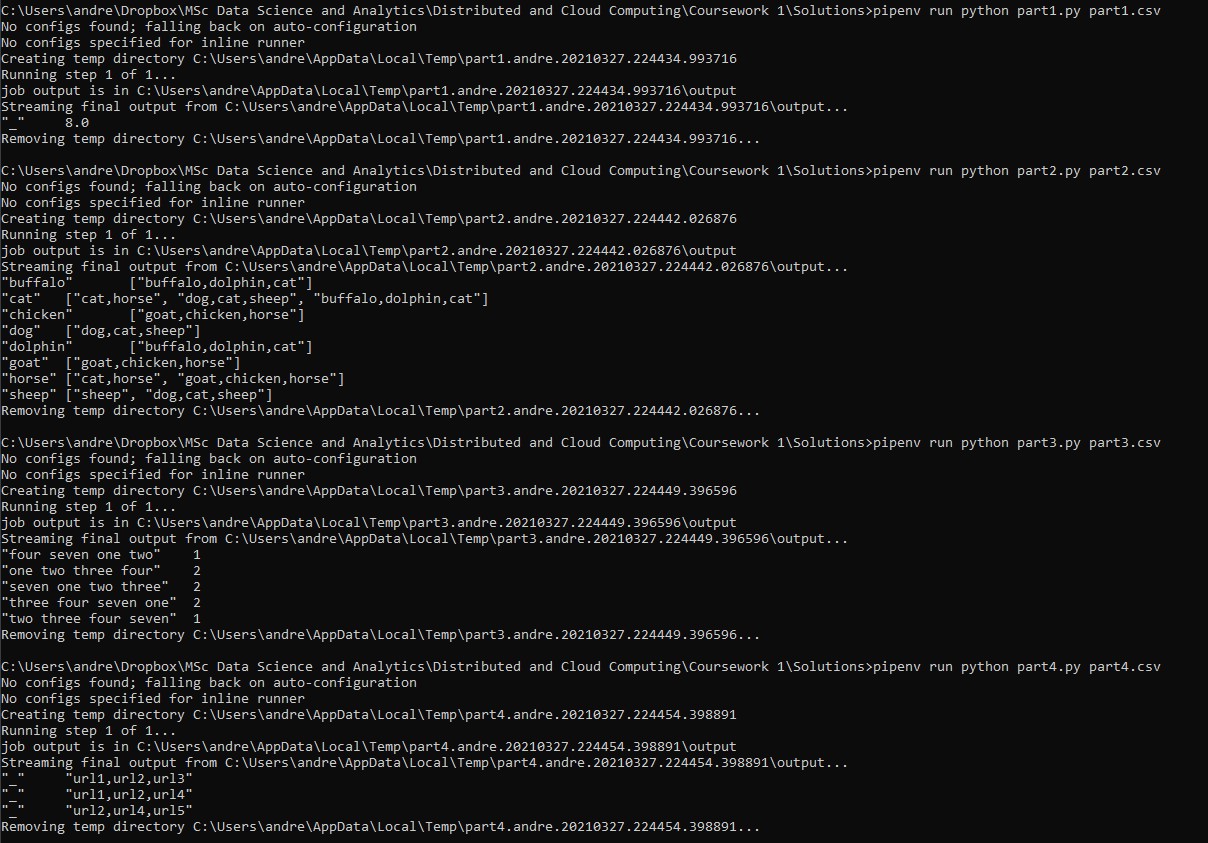 C:\Users\andre\Dropbox\MSc Data Science and Analytics\Distributed and Cloud Computing\Coursework 1\Solutions>pipenv run python part1.py part1.csv
No configs found; falling back on auto-configuration
No configs specified for inline runner
Creating temp directory C:\Users\andre\AppData\Local\Temp\part1.andre.20210327.224434.993716
Running step 1 of 1...
job output is in C:\Users\andre\AppData\Local\Temp\part1.andre.20210327.224434.993716\output
Streaming final output from C:\Users\andre\AppData\Local\Temp\part1.andre.20210327.224434.993716\output...
"_"     8.0
Removing temp directory C:\Users\andre\AppData\Local\Temp\part1.andre.20210327.224434.993716...
C:\Users\andre\Dropbox\MSc Data Science and Analytics\Distributed and Cloud Computing\Coursework 1\Solutions>pipenv run python part2.py part2.csv
No configs found; falling back on auto-configuration
No configs specified for inline runner
Creating temp directory C:\Users\andre\AppData\Local\Temp\part2.andre.20210327.224442.026876
Running step 1 of 1...
job output is in C:\Users\andre\AppData\Local\Temp\part2.andre.20210327.224442.026876\output
Streaming final output from C:\Users\andre\AppData\Local\Temp\part2.andre.20210327.224442.026876\output...
"buffalo"       ["buffalo,dolphin,cat"]
"cat"   ["cat,horse", "dog,cat,sheep", "buffalo,dolphin,cat"]
"chicken"       ["goat,chicken,horse"]
"dog"   ["dog,cat,sheep"]
"dolphin"       ["buffalo,dolphin,cat"]
"goat"  ["goat,chicken,horse"]
"horse" ["cat,horse", "goat,chicken,horse"]
"sheep" ["sheep", "dog,cat,sheep"]
Removing temp directory C:\Users\andre\AppData\Local\Temp\part2.andre.20210327.224442.026876...
C:\Users\andre\Dropbox\MSc Data Science and Analytics\Distributed and Cloud Computing\Coursework 1\Solutions>pipenv run python part3.py part3.csv
No configs found; falling back on auto-configuration
No configs specified for inline runner
Creating temp directory C:\Users\andre\AppData\Local\Temp\part3.andre.20210327.224449.396596
Running step 1 of 1...
job output is in C:\Users\andre\AppData\Local\Temp\part3.andre.20210327.224449.396596\output
Streaming final output from C:\Users\andre\AppData\Local\Temp\part3.andre.20210327.224449.396596\output...
"four seven one two"    1
"one two three four"    2
"seven one two three"   2
"three four seven one"  2
"two three four seven"  1
Removing temp directory C:\Users\andre\AppData\Local\Temp\part3.andre.20210327.224449.396596...
C:\Users\andre\Dropbox\MSc Data Science and Analytics\Distributed and Cloud Computing\Coursework 1\Solutions>pipenv run python part4.py part4.csv
No configs found; falling back on auto-configuration
No configs specified for inline runner
Creating temp directory C:\Users\andre\AppData\Local\Temp\part4.andre.20210327.224454.398891
Running step 1 of 1...
job output is in C:\Users\andre\AppData\Local\Temp\part4.andre.20210327.224454.398891\output
Streaming final output from C:\Users\andre\AppData\Local\Temp\part4.andre.20210327.224454.398891\output...
"_"     "url1,url2,url3"
"_"     "url1,url2,url4"
"_"     "url2,url4,url5"
Removing temp directory C:\Users\andre\AppData\Local\Temp\part4.andre.20210327.224454.398891...